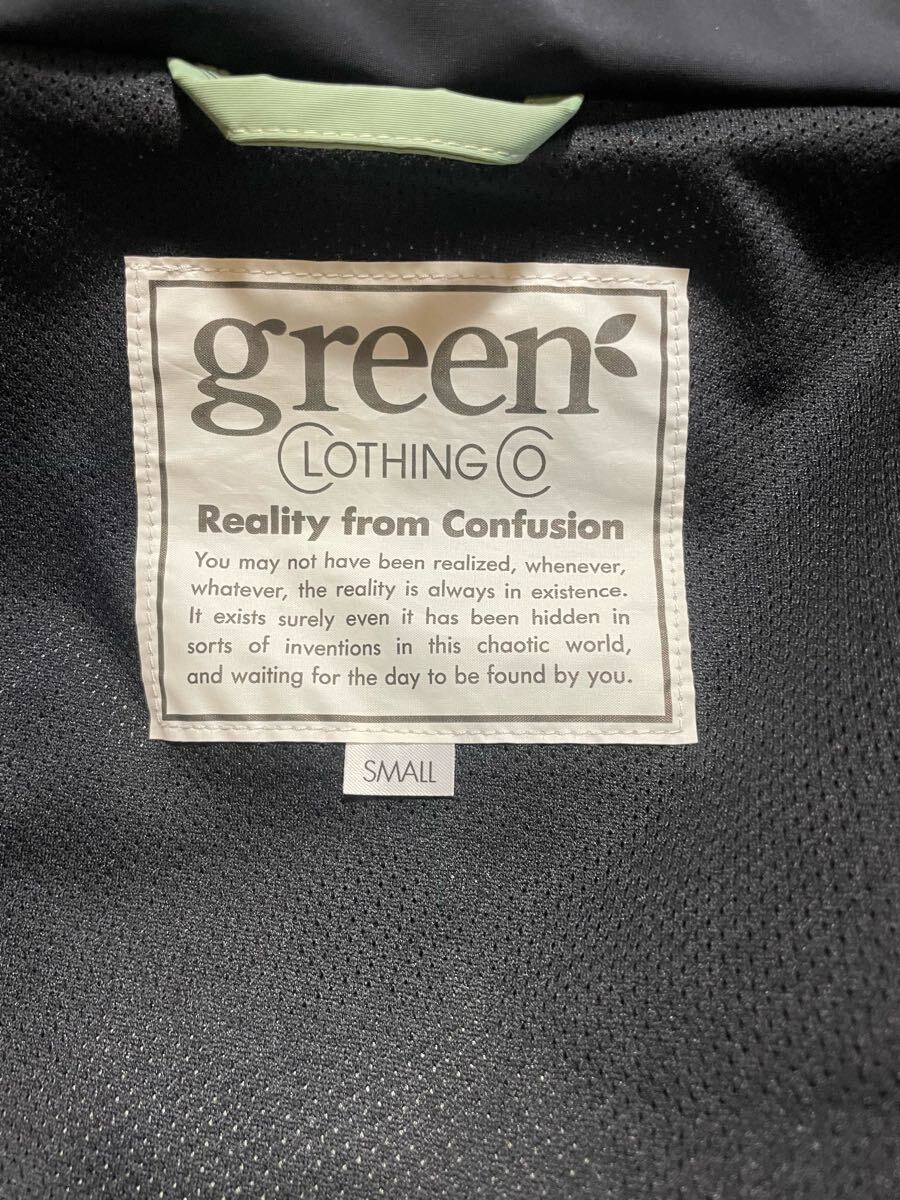 green
CLOTHING CO
Reality from Confusion
You may not have been realized, whenever,
whatever, the reality is always in existence.
It exists surely even it has been hidden in
sorts of inventions in this chaotic world,
and waiting for the day to be found by you.
SMALL